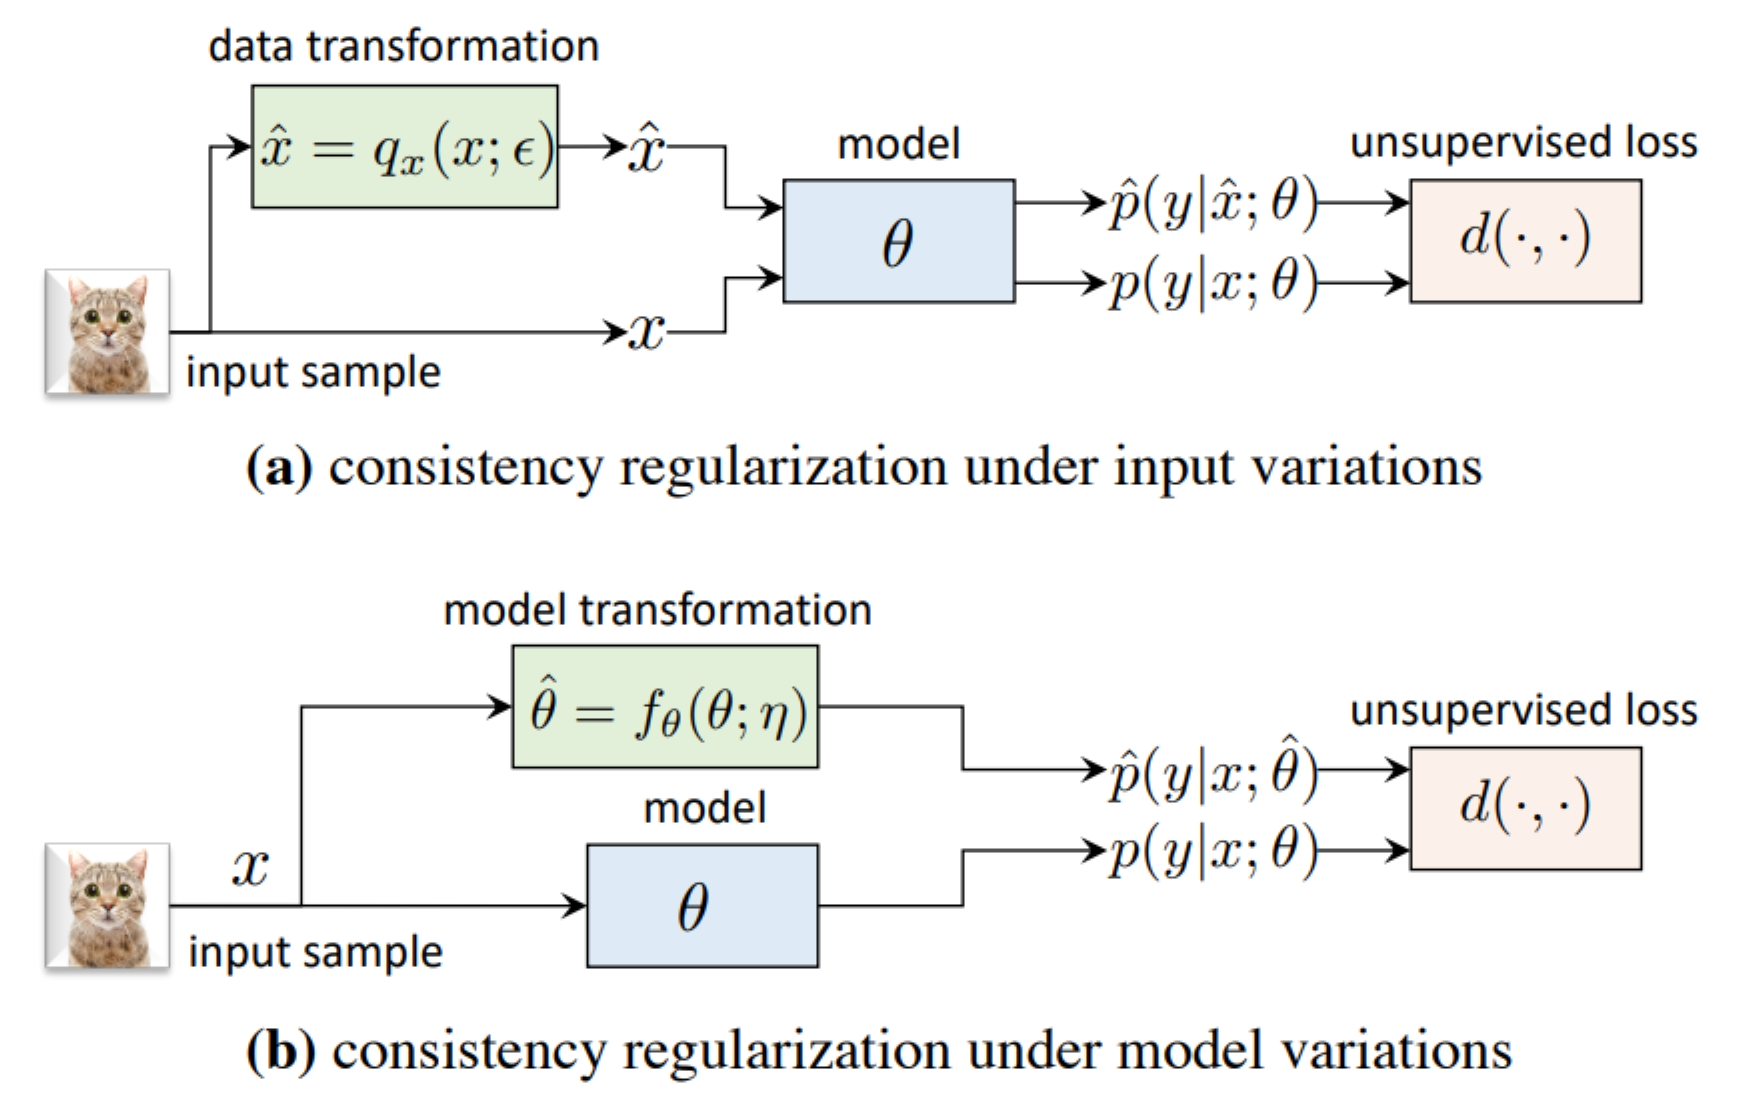 data transformation
x̂ = qₓ(x; ϵ)
x̂
model
θ
unsupervised loss
p̂(y|x̂; θ)
p(y|x; θ)
d(·, ·)
x
input sample
(a) consistency regularization under input variations
model transformation
θ̂ = f_θ(θ; η)
model
θ
unsupervised loss
p̂(y|x; θ̂)
p(y|x; θ)
d(·, ·)
x
input sample
(b) consistency regularization under model variations